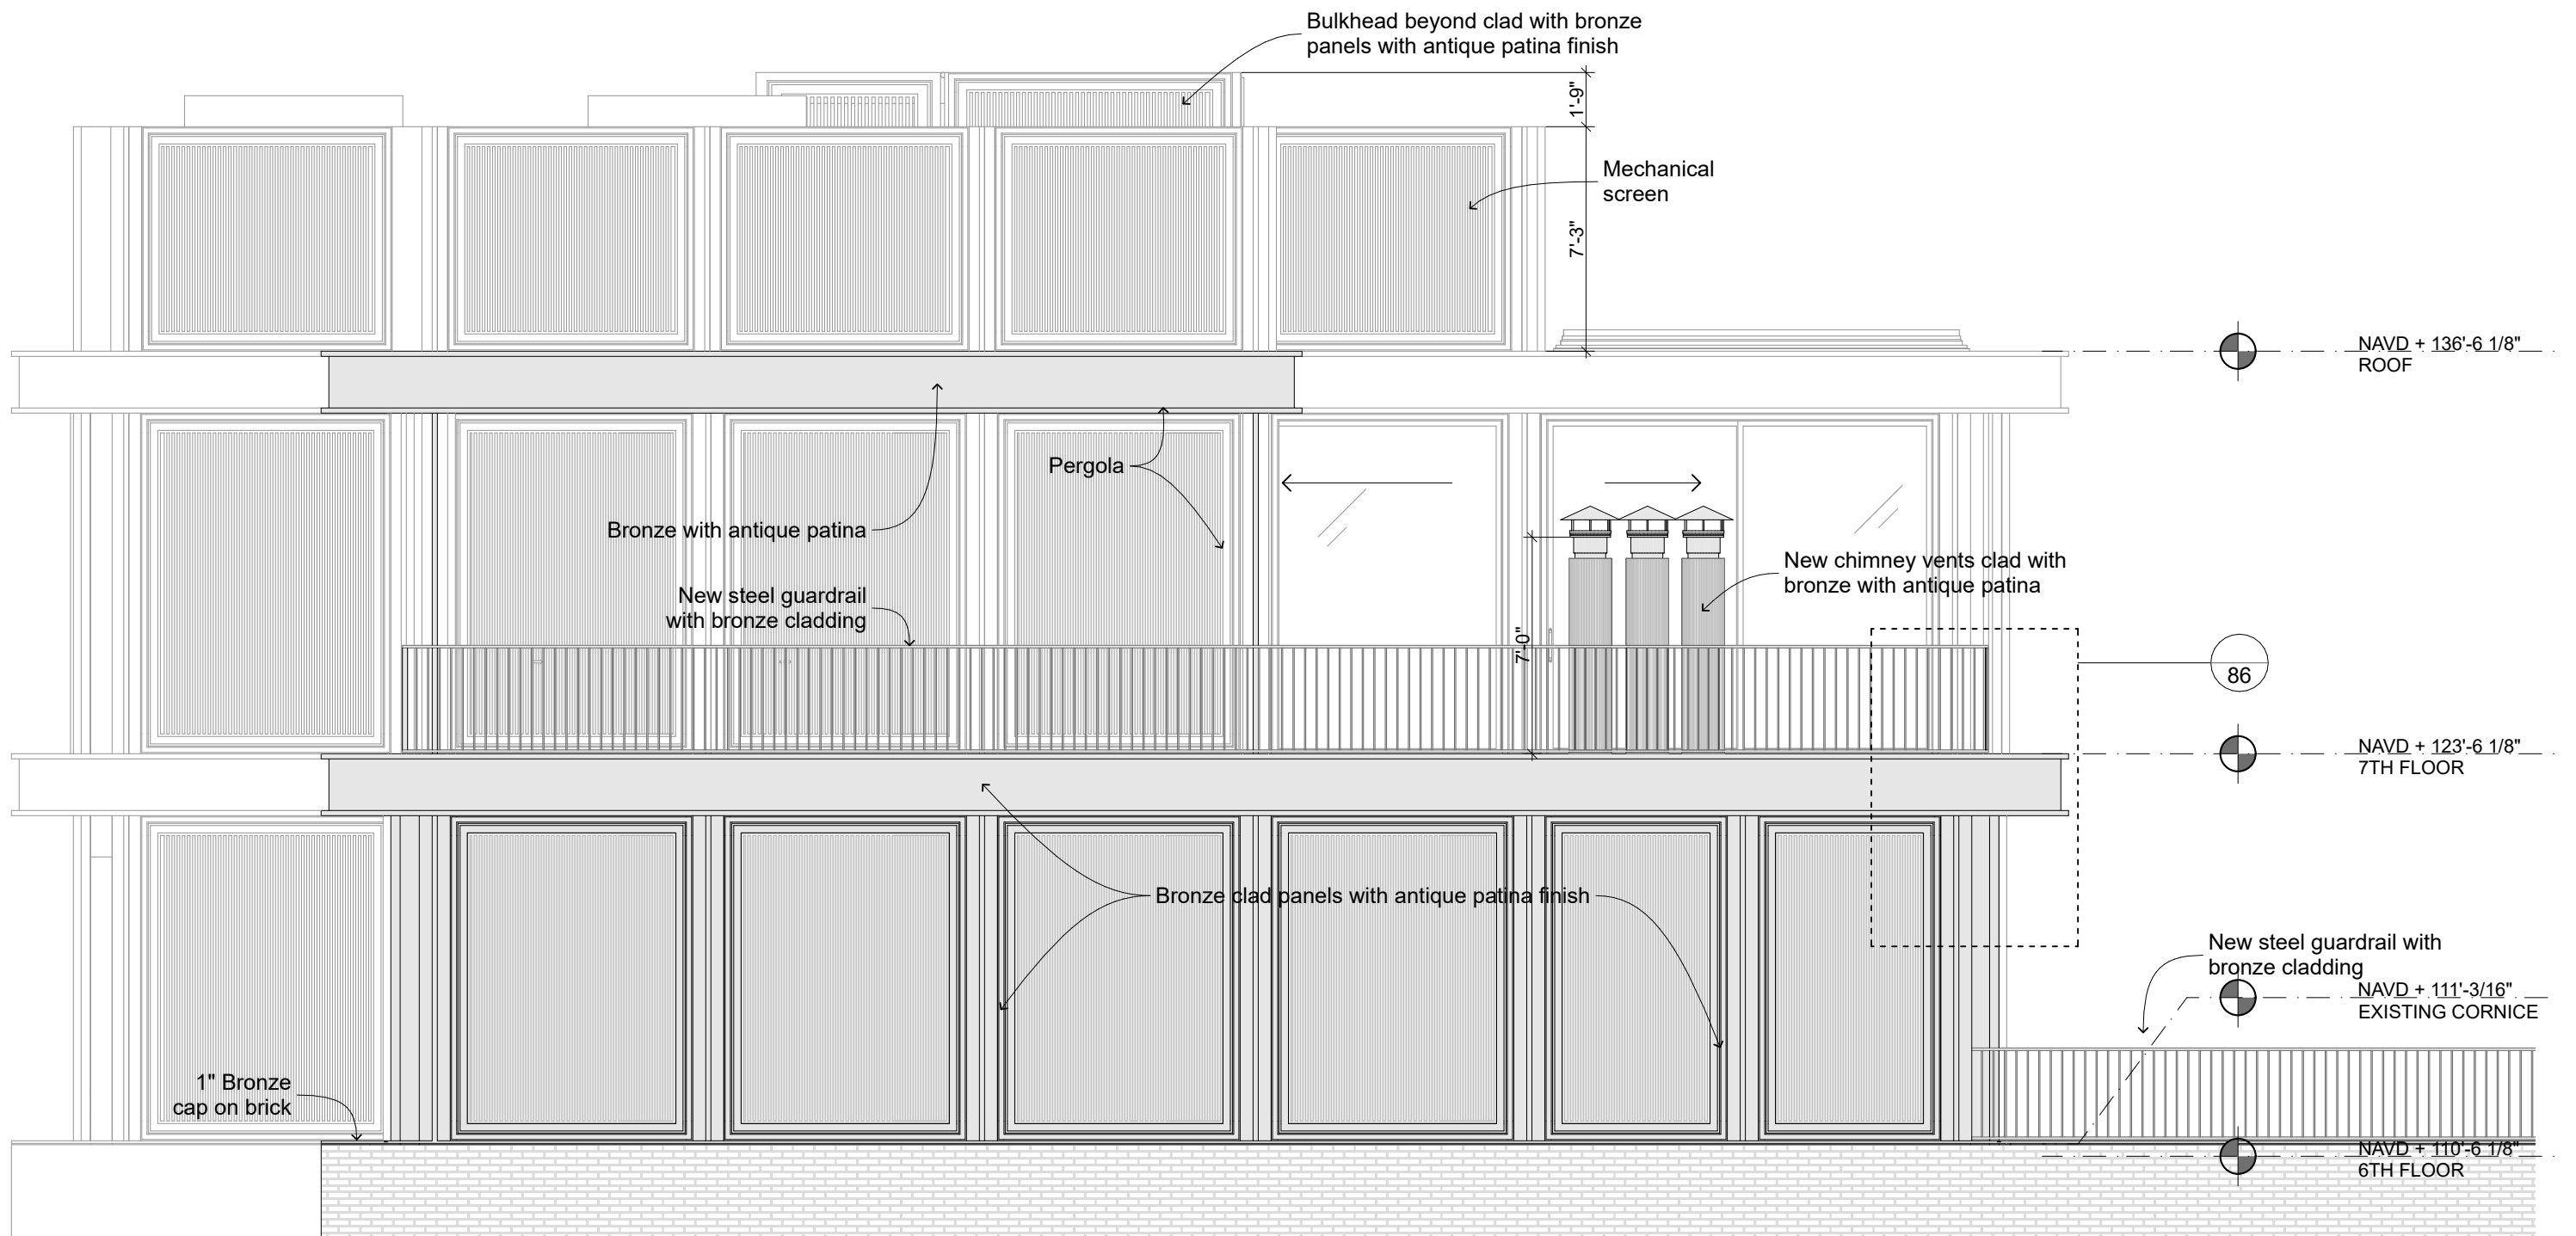 Bulkhead beyond clad with bronze
panels with antique patina finish
1'-9"
Mechanical
screen
7'-3"
NAVD + 136'-6 1/8"
ROOF
Pergola
Bronze with antique patina
New chimney vents clad with
bronze with antique patina
New steel guardrail
with bronze cladding
7'-0"
86
NAVD + 123'-6 1/8"
7TH FLOOR
Bronze clad panels with antique patina finish
New steel guardrail with
bronze cladding
NAVD + 111'-3/16"
EXISTING CORNICE
1" Bronze
cap on brick
NAVD + 110'-6 1/8"
6TH FLOOR